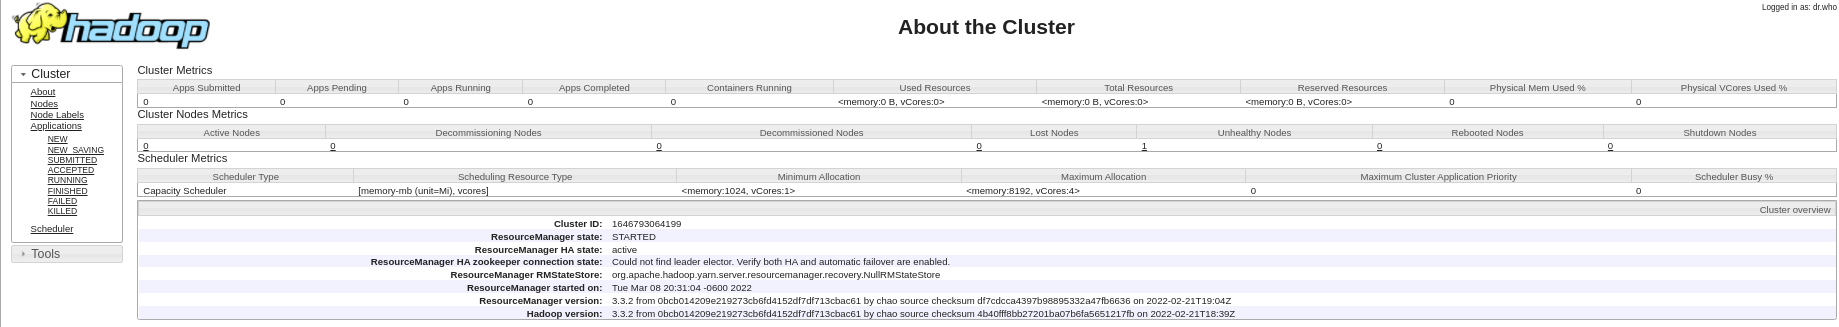 Logged in as: dr.who
hadoop
About the Cluster
Cluster
About
Nodes
Node Labels
Applications
NEW
NEW_SAVING
SUBMITTED
ACCEPTED
RUNNING
FINISHED
FAILED
KILLED
Scheduler
Tools
Cluster Metrics
Apps Submitted Apps Pending Apps Running Apps Completed Containers Running Used Resources Total Resources Reserved Resources Physical Mem Used % Physical VCores Used %
0 0 0 0 0 <memory:0 B, vCores:0> <memory:0 B, vCores:0> <memory:0 B, vCores:0> 0 0
Cluster Nodes Metrics
Active Nodes Decommissioning Nodes Decommissioned Nodes Lost Nodes Unhealthy Nodes Rebooted Nodes Shutdown Nodes
0 0 0 0 1 0 0
Scheduler Metrics
Scheduler Type Scheduling Resource Type Minimum Allocation Maximum Allocation Maximum Cluster Application Priority Scheduler Busy %
Capacity Scheduler [memory-mb (unit=Mi), vcores] <memory:1024, vCores:1> <memory:8192, vCores:4> 0 0
Cluster overview
Cluster ID: 1646793064199
ResourceManager state: STARTED
ResourceManager HA state: active
ResourceManager HA zookeeper connection state: Could not find leader elector. Verify both HA and automatic failover are enabled.
ResourceManager RMStateStore: org.apache.hadoop.yarn.server.resourcemanager.recovery.NullRMStateStore
ResourceManager started on: Tue Mar 08 20:31:04 -0600 2022
ResourceManager version: 3.3.2 from 0bcb014209e219273cb6fd4152df7df713cbac61 by chao source checksum df7cdcca4397b98895332a47fb6636 on 2022-02-21T19:04Z
Hadoop version: 3.3.2 from 0bcb014209e219273cb6fd4152df7df713cbac61 by chao source checksum 4b40fff8bb27201ba07b6fa5651217fb on 2022-02-21T18:39Z